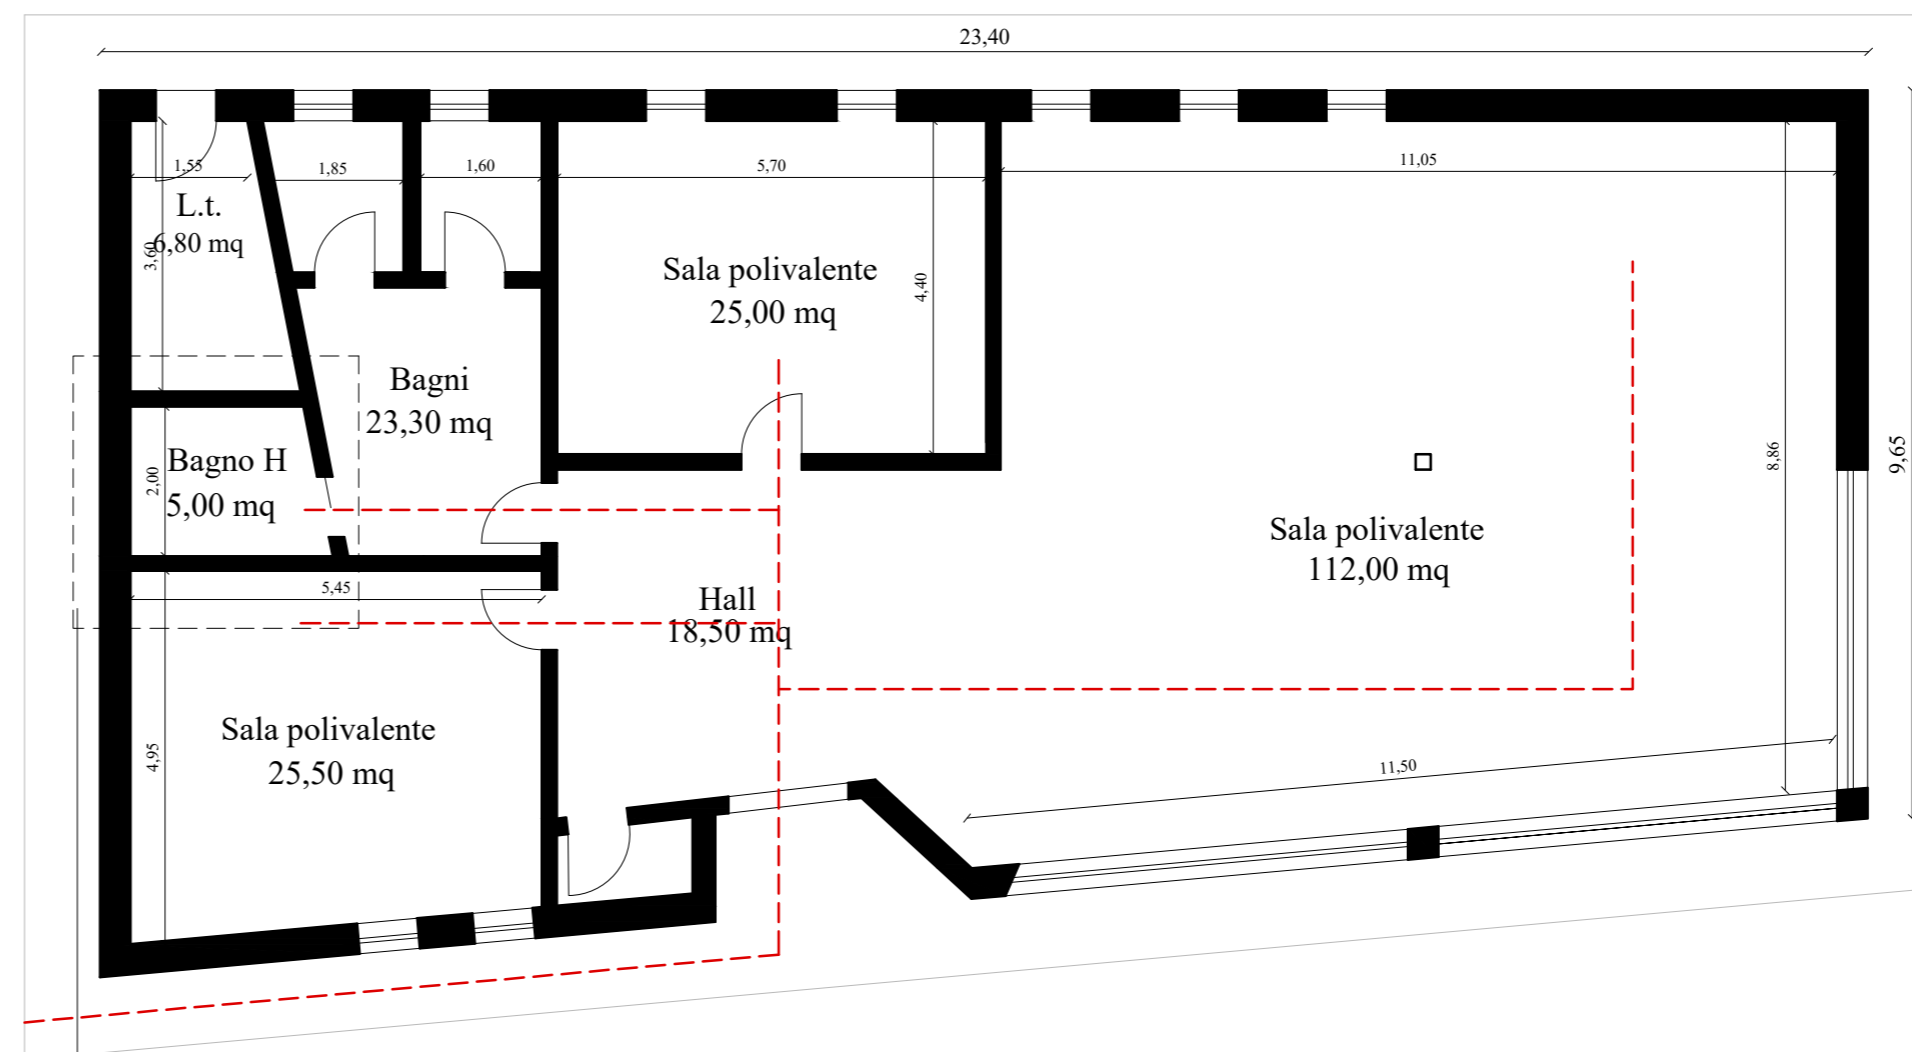 23,40
1,55
1,85
1,60
5,70
11,05
L.t.
6,80 mq
3,60
Sala polivalente
25,00 mq
4,40
Bagni
23,30 mq
8,86
9,65
Bagno H
5,00 mq
2,00
Sala polivalente
112,00 mq
5,45
Hall
18,50 mq
Sala polivalente
25,50 mq
4,95
11,50